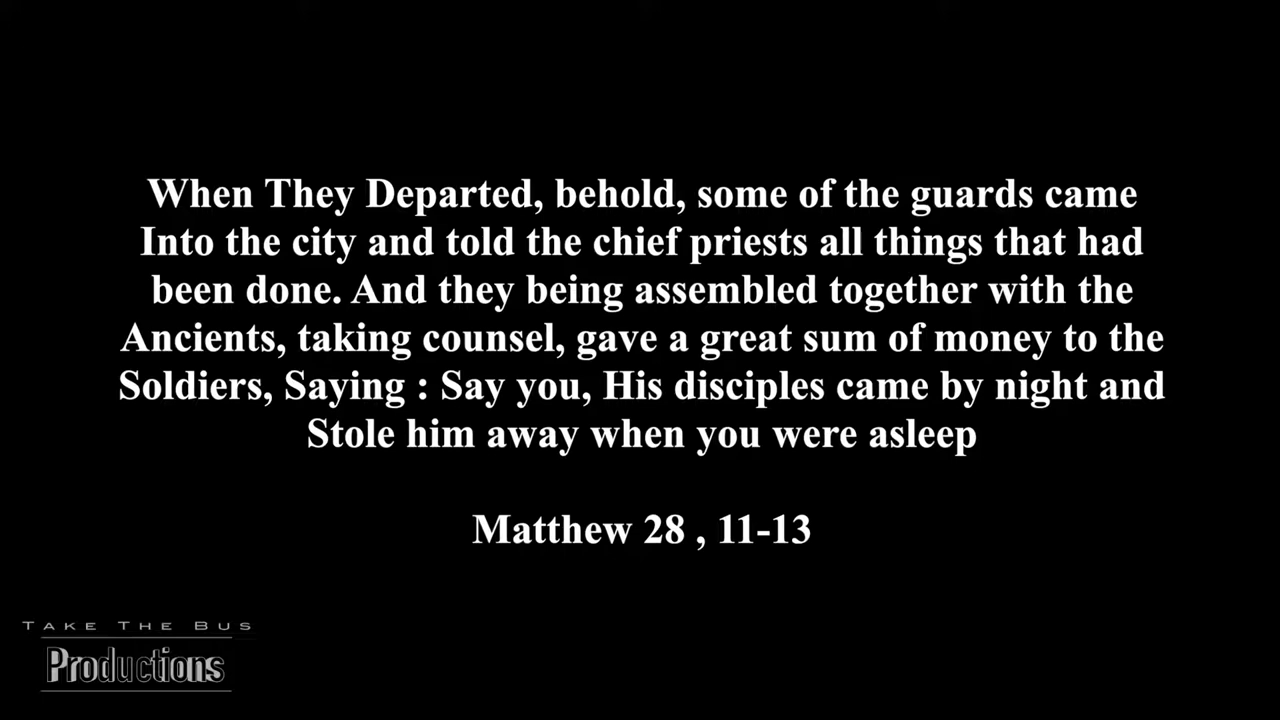 When They Departed, behold, some of the guards came
Into the city and told the chief priests all things that had
been done. And they being assembled together with the
Ancients, taking counsel, gave a great sum of money to the
Soldiers, Saying : Say you, His disciples came by night and
Stole him away when you were asleep
Matthew 28 , 11-13
TAKE THE BUS
Productions